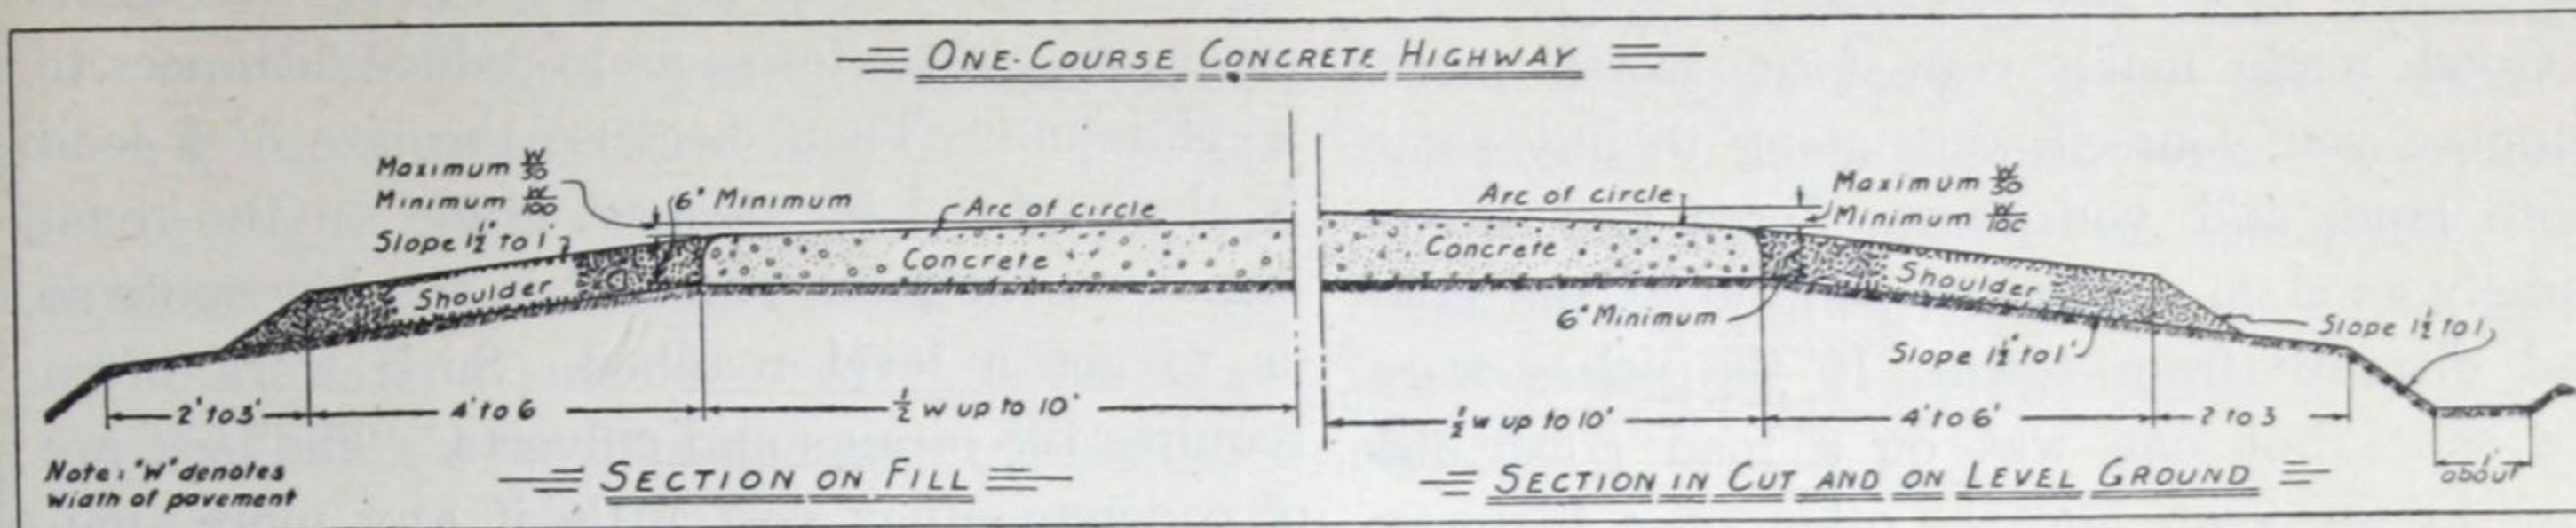 ONE-COURSE CONCRETE HIGHWAY
Maximum W/50
Minimum W/100
Slope 1½" to 1'
6" Minimum
Arc of circle
Concrete
Shoulder
2' to 3'
4' to 6
½ w up to 10'
Note: "W" denotes
width of pavement
SECTION ON FILL
Arc of circle
Maximum W/50
Minimum W/100
Concrete
Shoulder
6" Minimum
Slope 1½" to 1'
Slope 1½ to 1
½ w up to 10'
4' to 6'
2 to 3
1'
about
SECTION IN CUT AND ON LEVEL GROUND